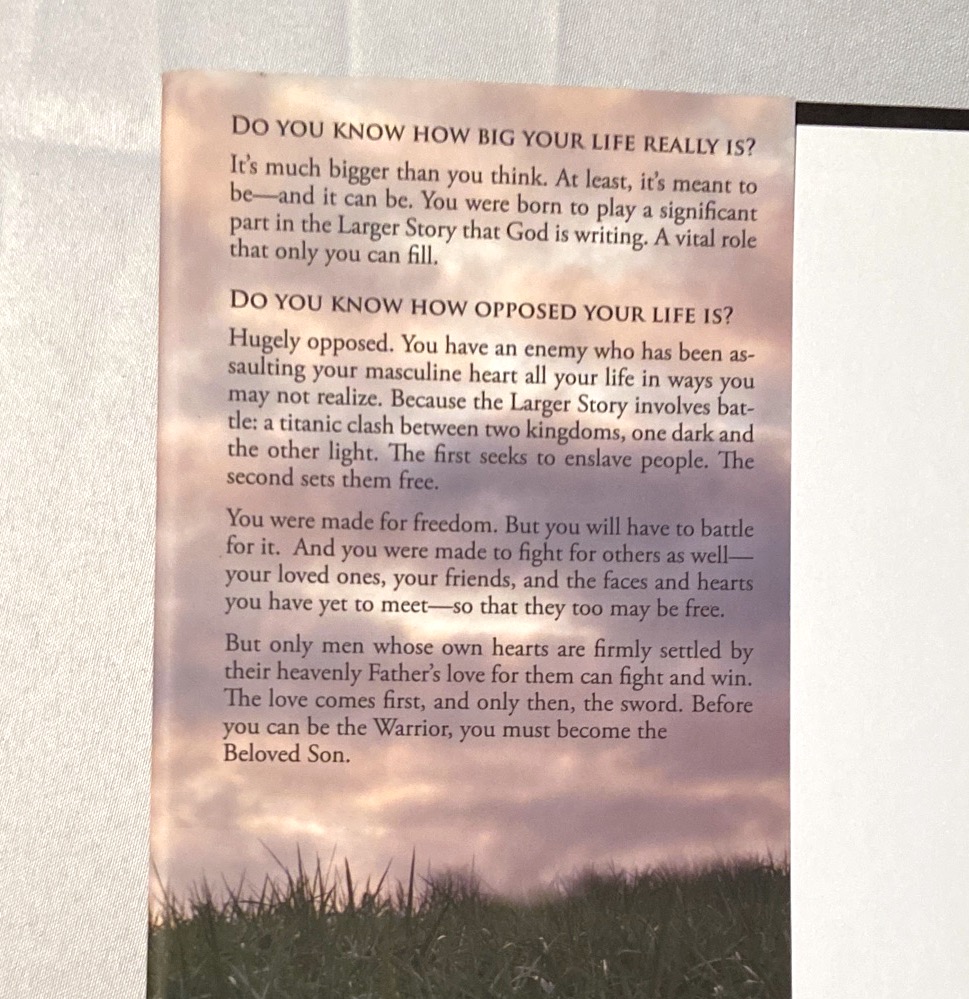 DO YOU KNOW HOW BIG YOUR LIFE REALLY IS?
It's much bigger than you think. At least, it's meant to
be—and it can be. You were born to play a significant
part in the Larger Story that God is writing. A vital role
that only you can fill.
DO YOU KNOW HOW OPPOSED YOUR LIFE IS?
Hugely opposed. You have an enemy who has been as-
saulting your masculine heart all your life in ways you
may not realize. Because the Larger Story involves bat-
tle: a titanic clash between two kingdoms, one dark and
the other light. The first seeks to enslave people. The
second sets them free.
You were made for freedom. But you will have to battle
for it. And you were made to fight for others as well—
your loved ones, your friends, and the faces and hearts
you have yet to meet—so that they too may be free.
But only men whose own hearts are firmly settled by
their heavenly Father's love for them can fight and win.
The love comes first, and only then, the sword. Before
you can be the Warrior, you must become the
Beloved Son.